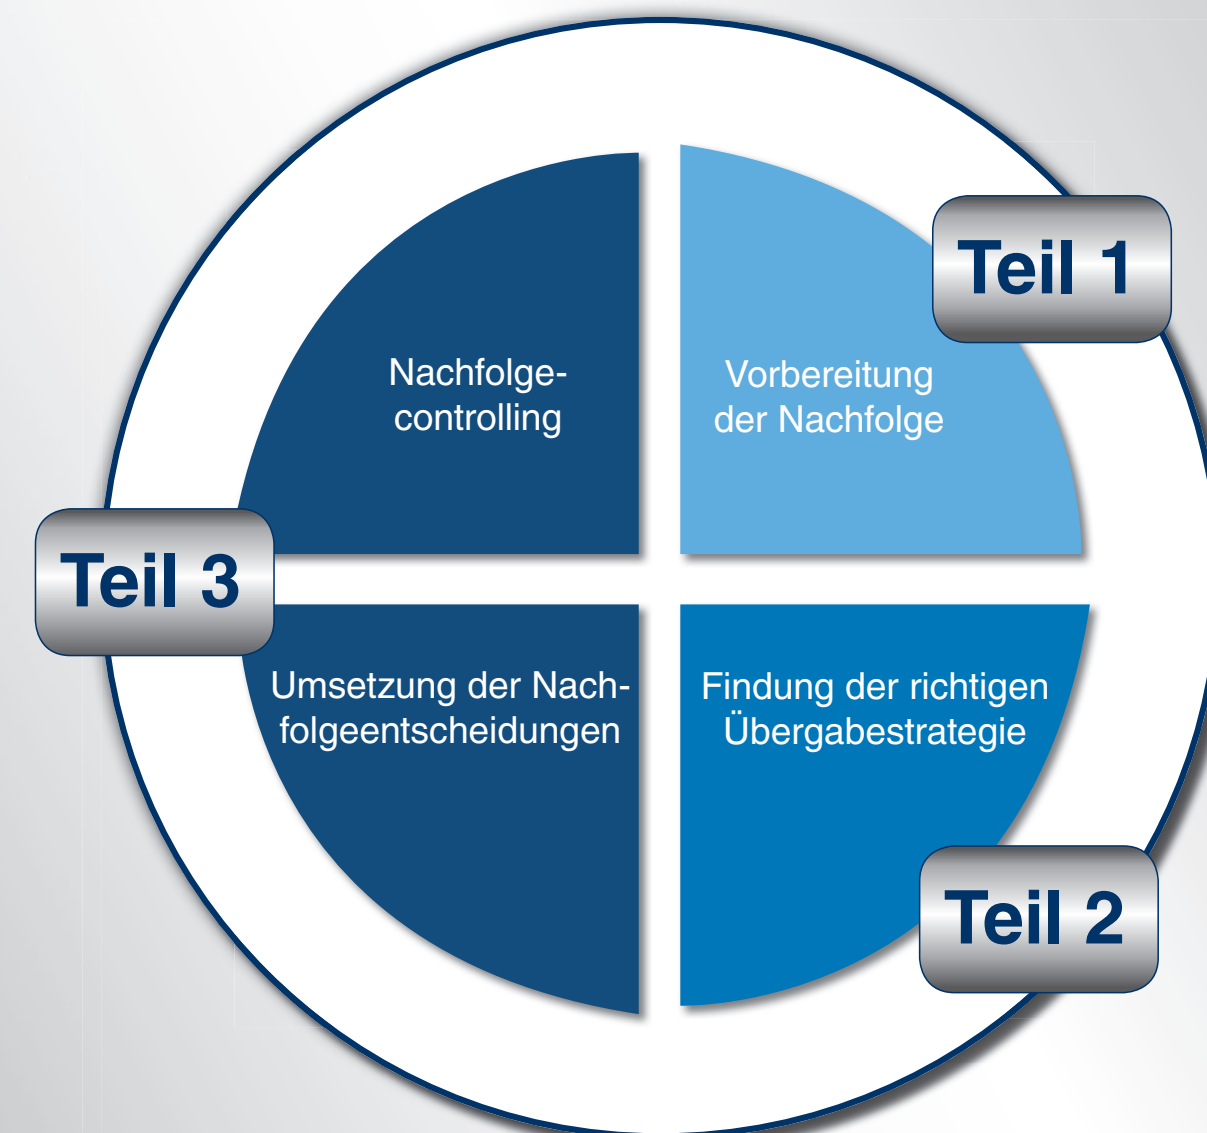 Teil 1
Vorbereitung
der Nachfolge
Findung der richtigen
Übergabestrategie
Teil 2
Teil 3
Umsetzung der Nach-
folgeentscheidungen
Nachfolge-
controlling